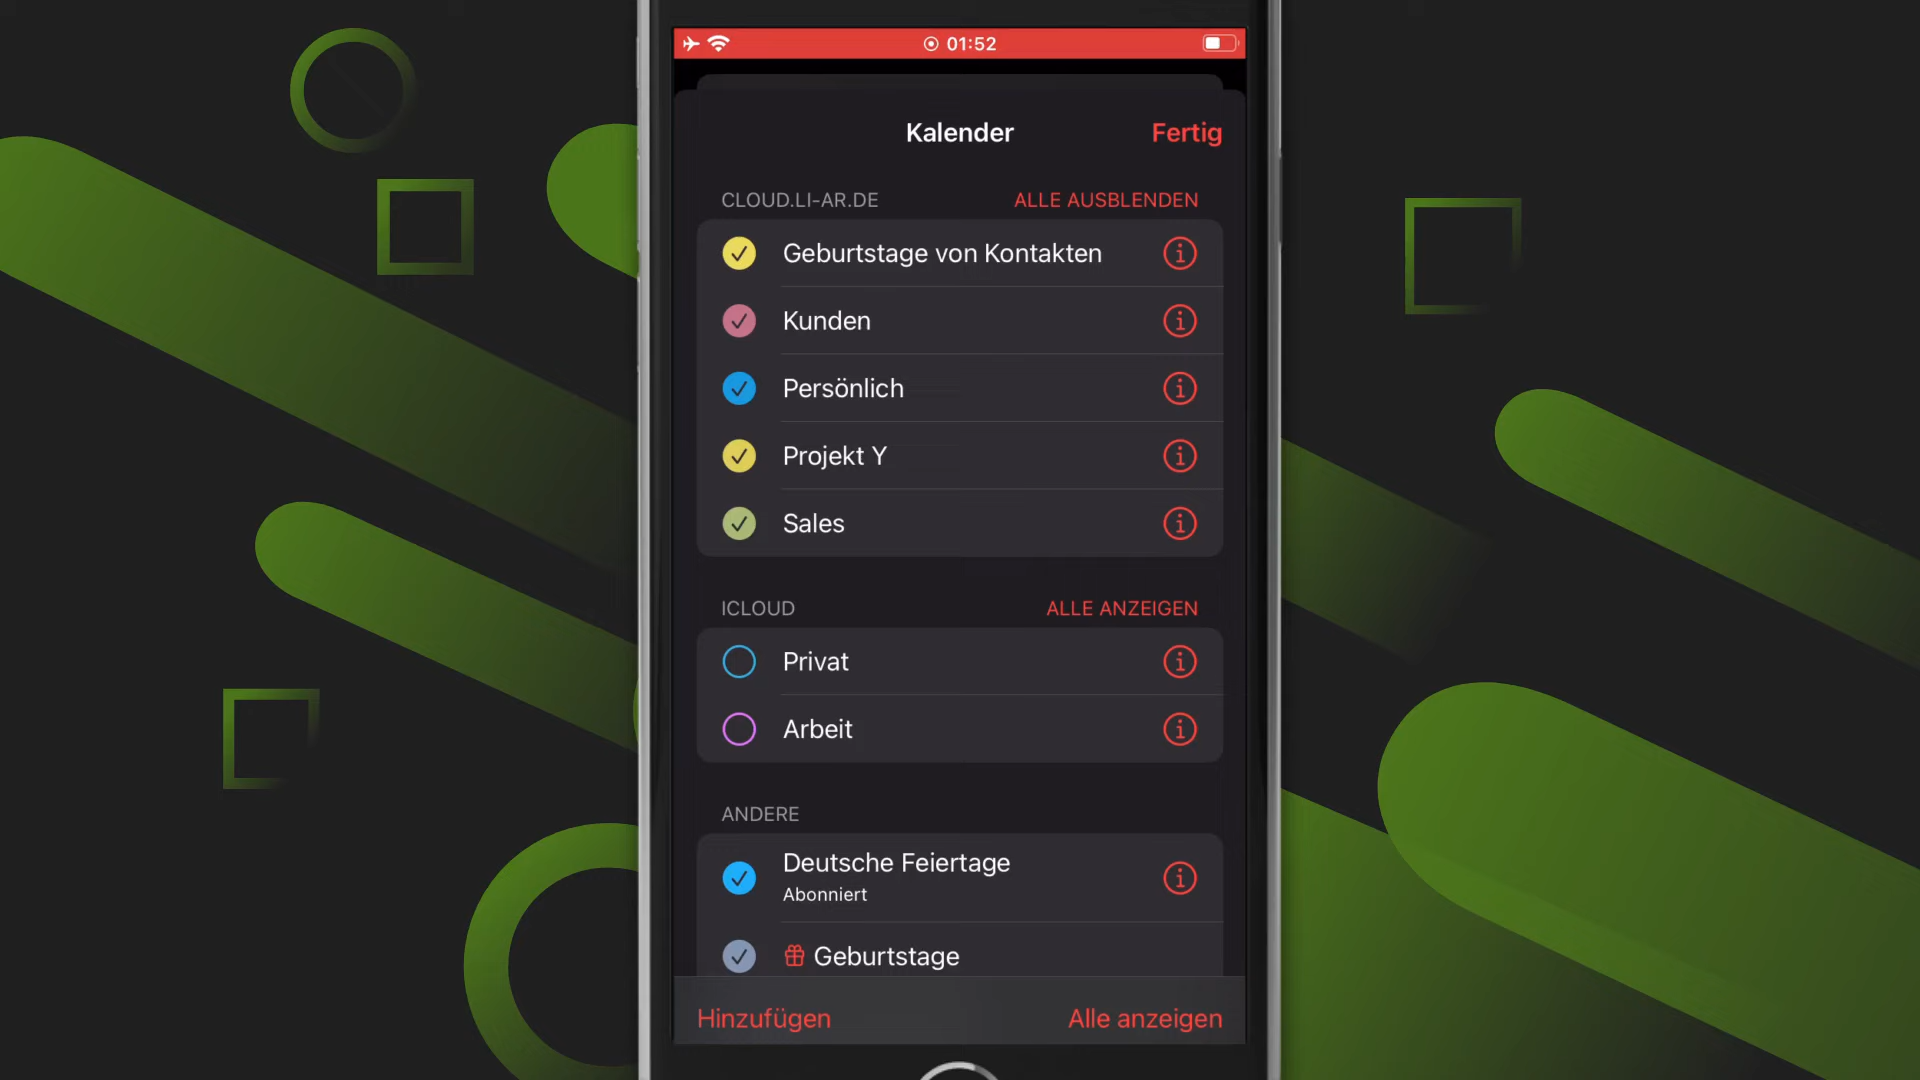 01:52
Kalender
Fertig
CLOUD.LI-AR.DE
ALLE AUSBLENDEN
Geburtstage von Kontakten
Kunden
Persönlich
Projekt Y
Sales
ICLOUD
ALLE ANZEIGEN
Privat
Arbeit
ANDERE
Deutsche Feiertage
Abonniert
Geburtstage
Hinzufügen
Alle anzeigen